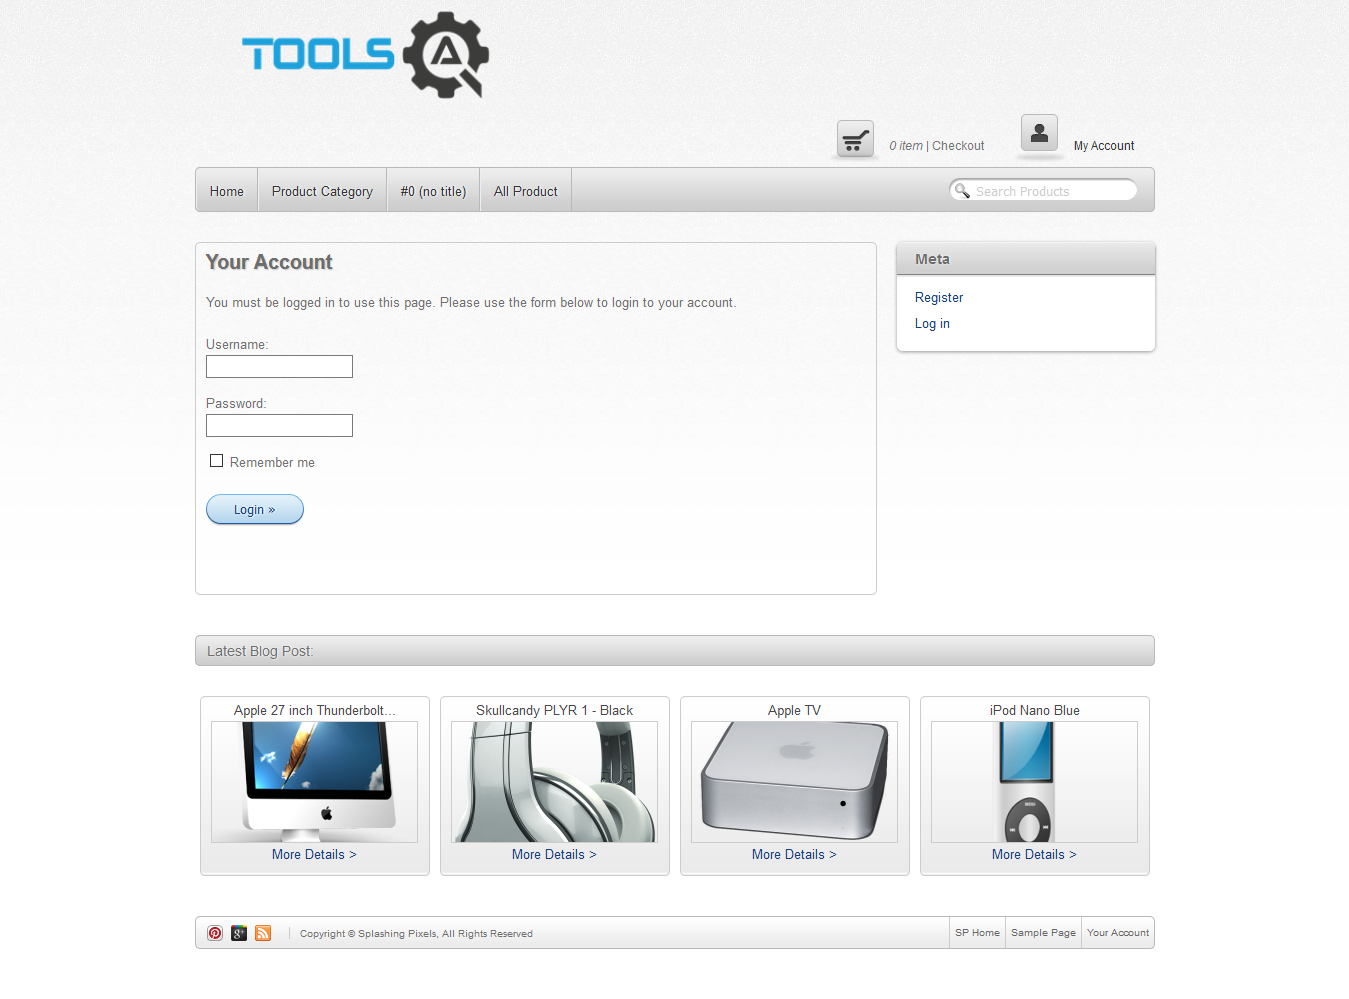 TOOLS QA
0 item | Checkout
My Account
Home
Product Category
#0 (no title)
All Product
Search Products
Your Account
You must be logged in to use this page. Please use the form below to login to your account.
Username:
Password:
Remember me
Login »
Meta
Register
Log in
Latest Blog Post:
Apple 27 inch Thunderbolt...
More Details >
Skullcandy PLYR 1 - Black
More Details >
Apple TV
More Details >
iPod Nano Blue
MENU
More Details >
g+
Copyright © Splashing Pixels, All Rights Reserved
SP Home
Sample Page
Your Account